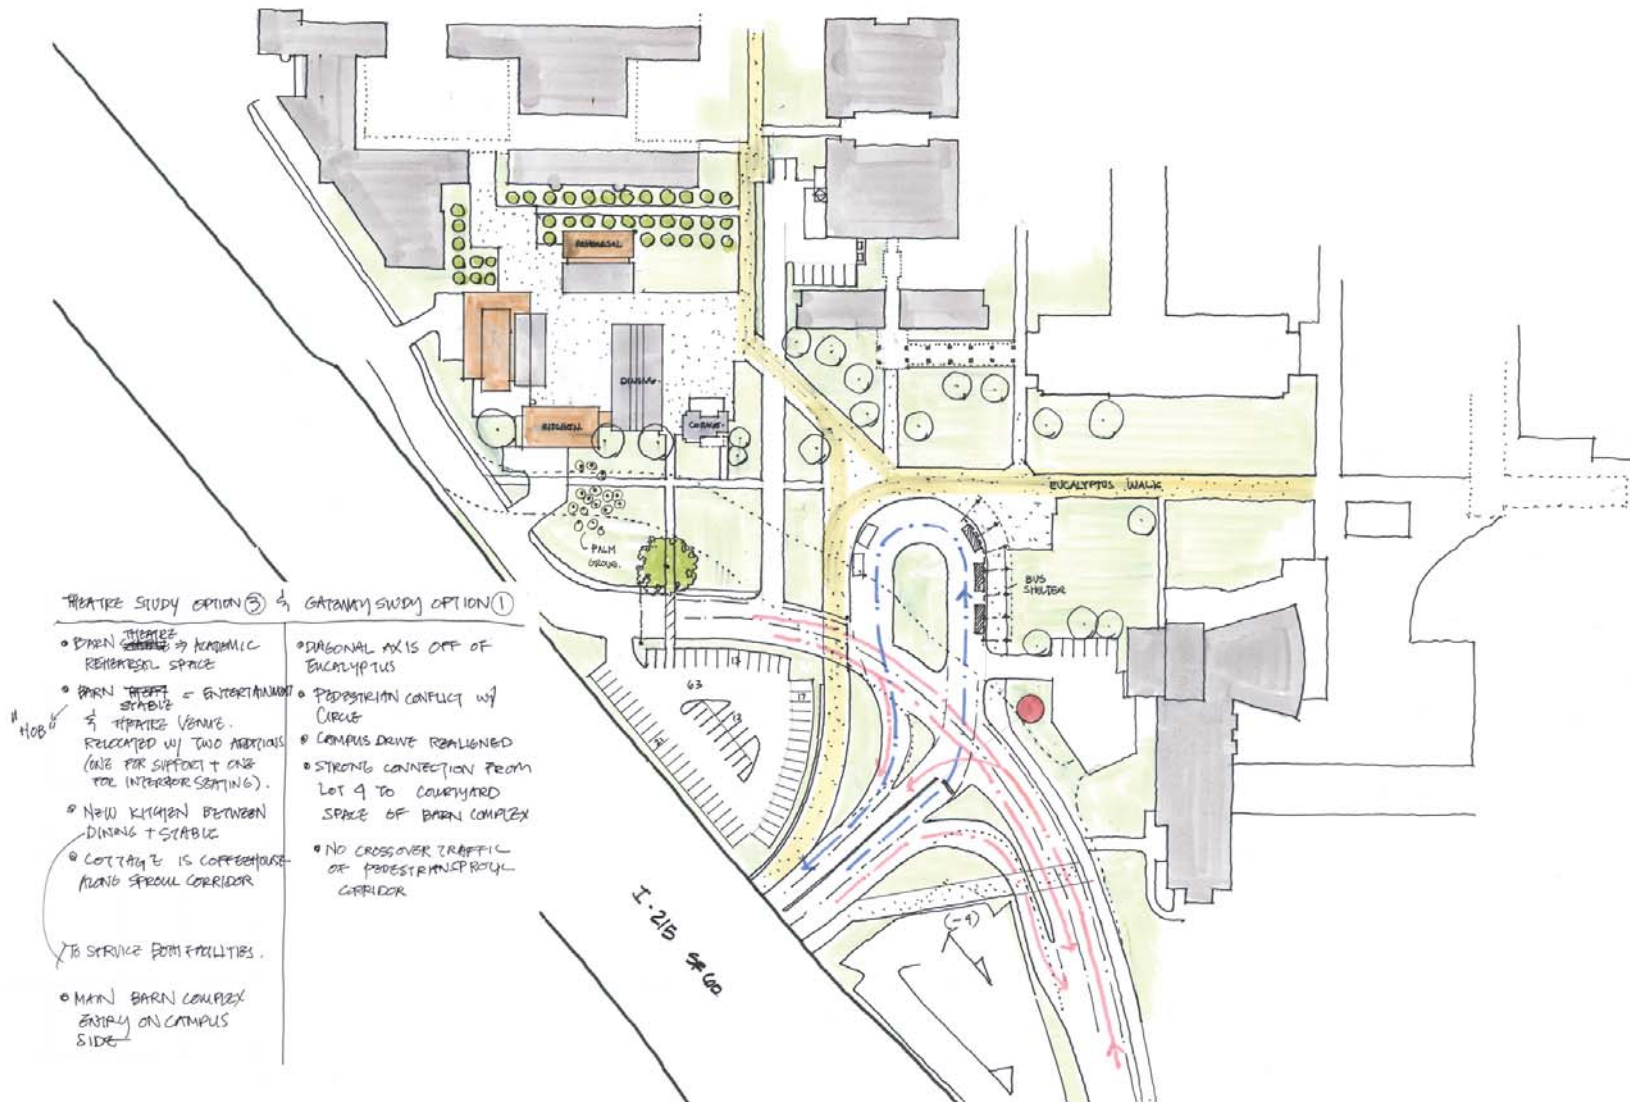 REHEARSAL
DINING
KITCHEN
COTTAGE
EUCALYPTUS WALK
PALM
GROVE.
BUS
SHELTER
THEATRE STUDY OPTION ③ & GATEWAY STUDY OPTION ①
• BARN THEATRE ⇒ ACADEMIC
REHEARSAL SPACE
• BARN STABLE = ENTERTAINMENT
"HOB"
& THEATRE VENUE.
RELOCATED W/ TWO ADDITIONS
(ONE FOR SUPPORT + ONE
FOR INTERIOR SEATING).
• NEW KITCHEN BETWEEN
DINING + STABLE
• COTTAGE IS COFFEEHOUSE
ALONG SPROUL CORRIDOR
TO SERVICE BOTH FACILITIES.
• MAIN BARN COMPLEX
ENTRY ON CAMPUS
SIDE
• DIAGONAL AXIS OFF OF
EUCALYPTUS
• PEDESTRIAN CONFLICT W/
CIRCLE
• CAMPUS DRIVE REALIGNED
• STRONG CONNECTION FROM
LOT 9 TO COURTYARD
SPACE OF BARN COMPLEX
• NO CROSSOVER TRAFFIC
OF PEDESTRIAN SPROUL
CORRIDOR
63
17
13
I-215 SR 60
(-9)